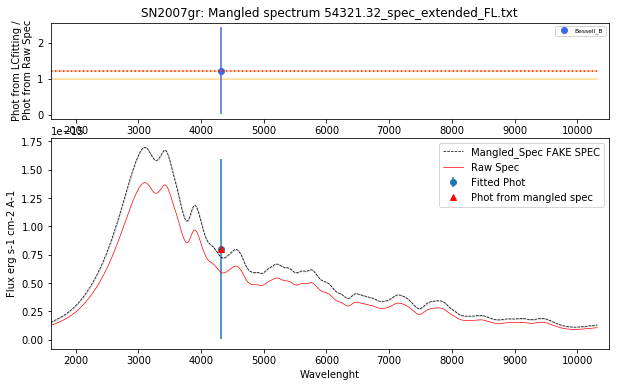 SN2007gr: Mangled spectrum 54321.32_spec_extended_FL.txt
Phot from LCfitting /
Phot from Raw Spec
2
1
0
Bessell_B
2000 3000 4000 5000 6000 7000 8000 9000 10000
1e−15
Flux erg s-1 cm-2 A-1
1.75
1.50
1.25
1.00
0.75
0.50
0.25
0.00
Mangled_Spec FAKE SPEC
Raw Spec
Fitted Phot
Phot from mangled spec
2000 3000 4000 5000 6000 7000 8000 9000 10000
Wavelenght